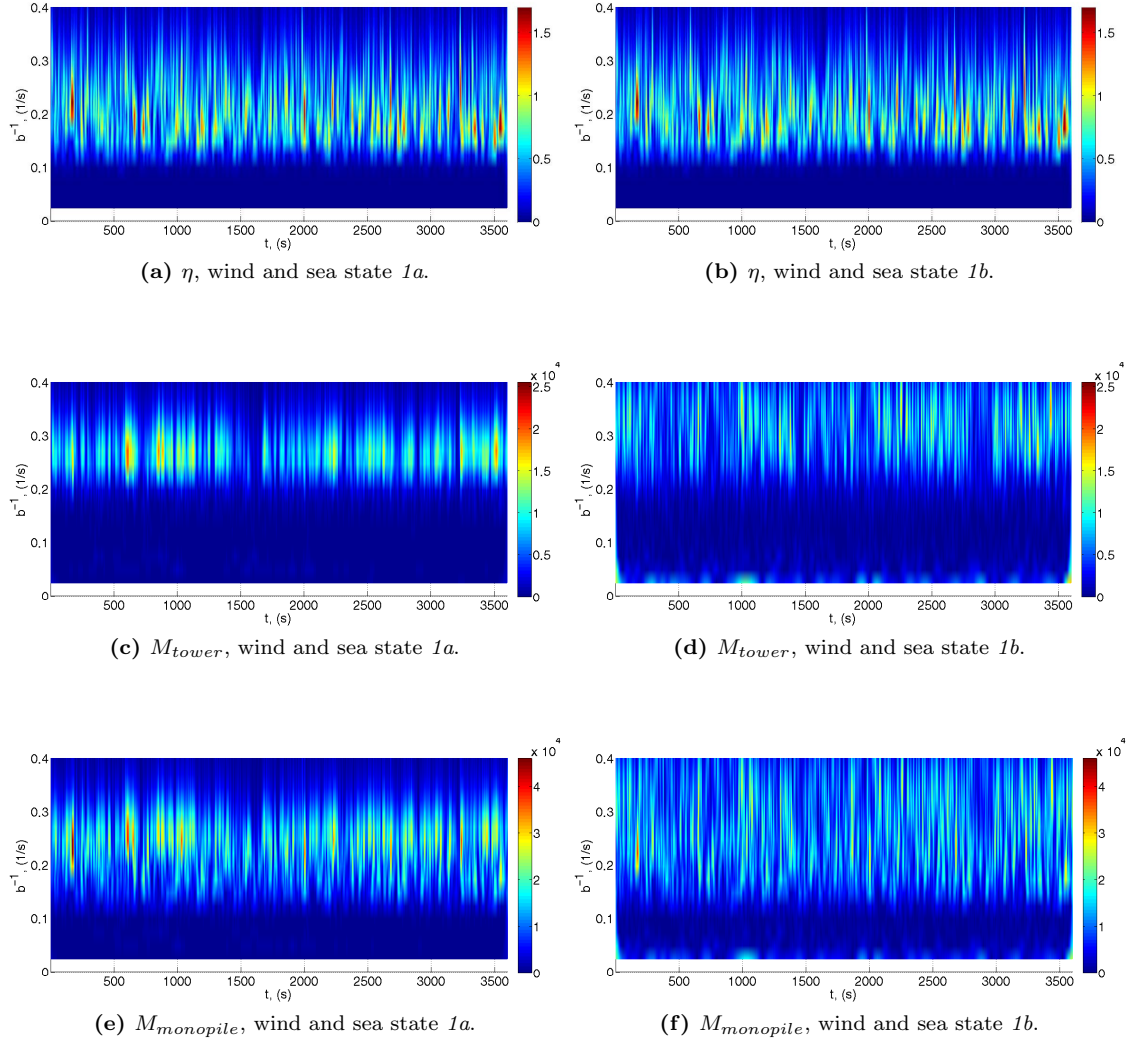 0.4
0.3
0.2
0.1
0
b⁻¹, (1/s)
500 1000 1500 2000 2500 3000 3500
t, (s)
1.5
1
0.5
0
(a) η, wind and sea state 1a.
0.4
0.3
0.2
0.1
0
b⁻¹, (1/s)
500 1000 1500 2000 2500 3000 3500
t, (s)
1.5
1
0.5
0
(b) η, wind and sea state 1b.
0.4
0.3
0.2
0.1
0
b⁻¹, (1/s)
500 1000 1500 2000 2500 3000 3500
t, (s)
x 10⁴
2.5
2
1.5
1
0.5
0
(c) M_tower, wind and sea state 1a.
0.4
0.3
0.2
0.1
0
b⁻¹, (1/s)
500 1000 1500 2000 2500 3000 3500
t, (s)
x 10⁴
2.5
2
1.5
1
0.5
0
(d) M_tower, wind and sea state 1b.
0.4
0.3
0.2
0.1
0
b⁻¹, (1/s)
500 1000 1500 2000 2500 3000 3500
t, (s)
x 10⁴
4
3
2
1
0
(e) M_monopile, wind and sea state 1a.
0.4
0.3
0.2
0.1
0
b⁻¹, (1/s)
500 1000 1500 2000 2500 3000 3500
t, (s)
x 10⁴
4
3
2
1
0
(f) M_monopile, wind and sea state 1b.